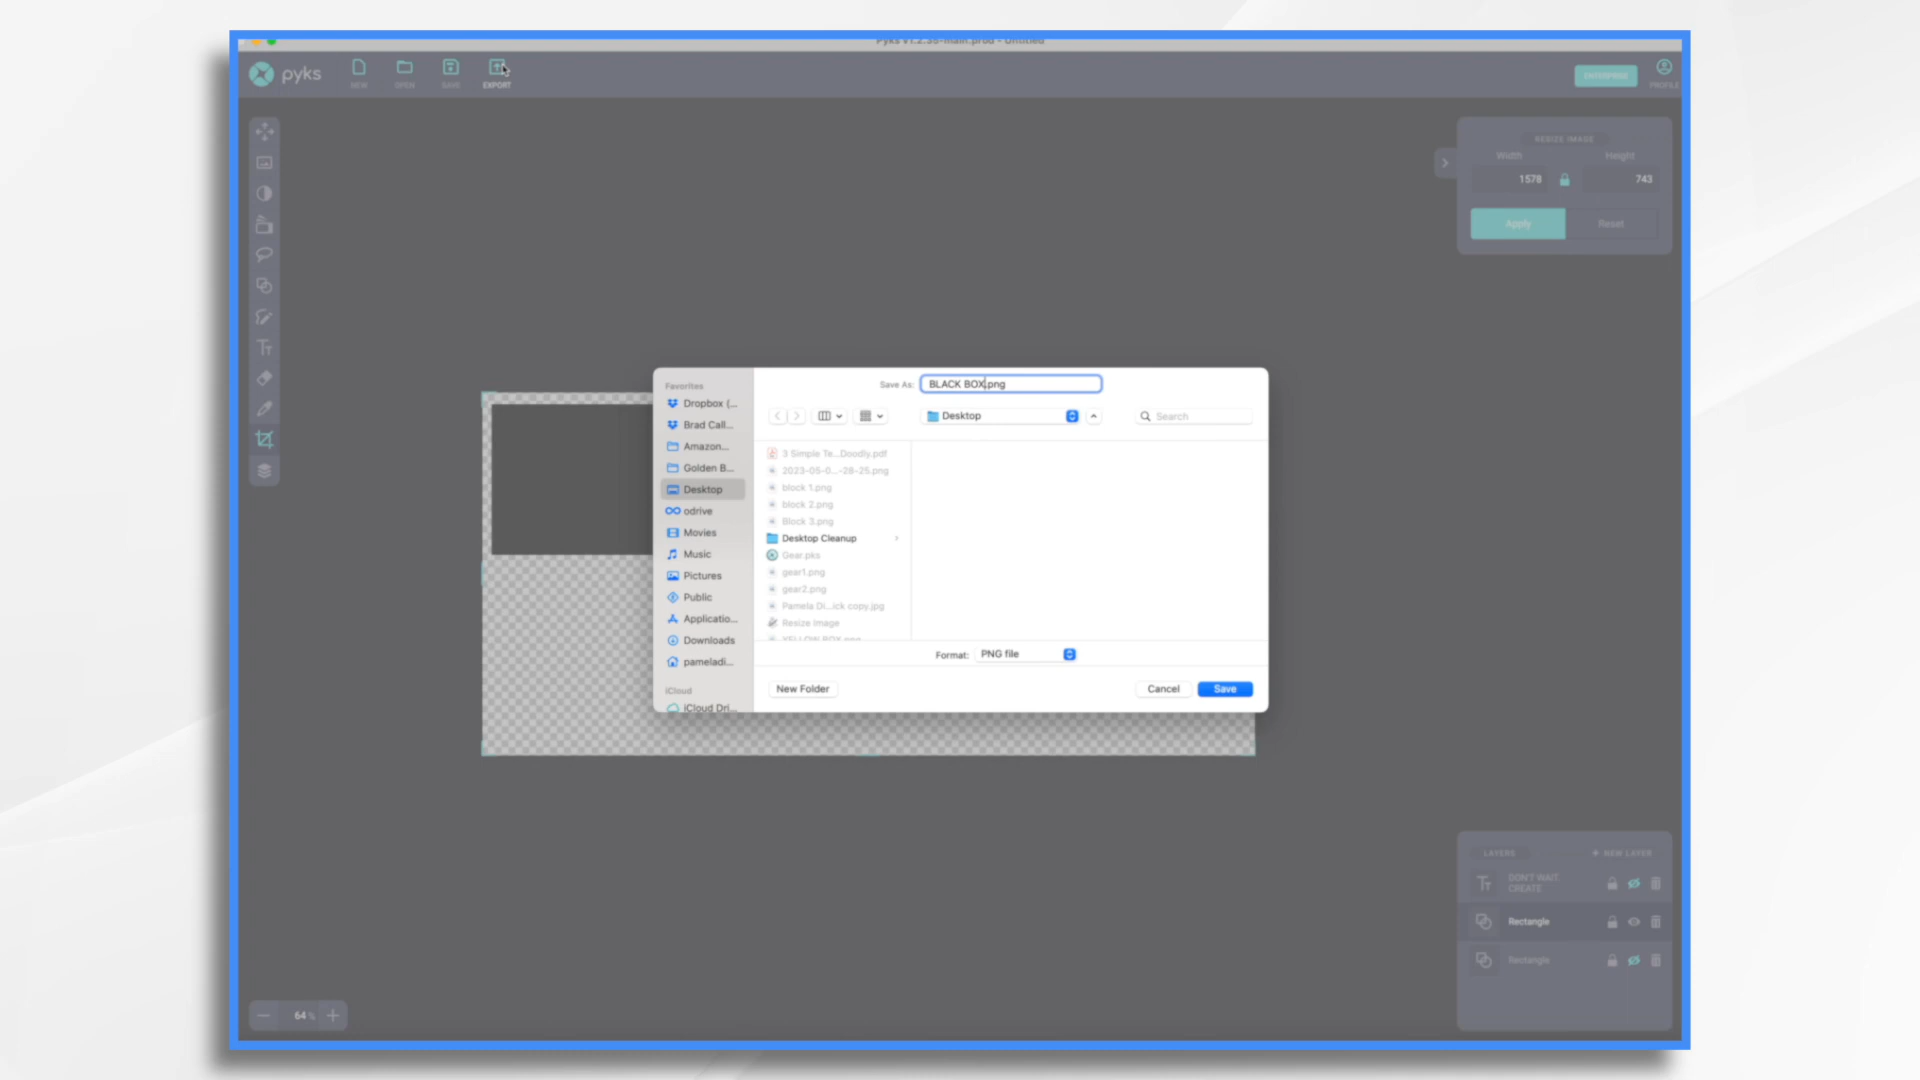 Pyks v1.2.35-main.prod - Untitled
pyks
NEW
OPEN
SAVE
EXPORT
ENTERPRISE
PROFILE
RESIZE IMAGE
Width
Height
1578
743
Apply
Reset
Favorites
Dropbox (...
Brad Call...
Amazon...
Golden B...
Desktop
odrive
Movies
Music
Pictures
Public
Applicatio...
Downloads
pameladi...
iCloud
iCloud Dri...
Save As:
BLACK BOX.png
Desktop
Search
3 Simple Te...Doodly.pdf
2023-05-0...-28-25.png
block 1.png
block 2.png
Block 3.png
Desktop Cleanup
Gear.pks
gear1.png
gear2.png
Pamela Di...ick copy.jpg
Resize Image
YELLOW BOX.png
Format:
PNG file
New Folder
Cancel
Save
LAYERS
+ NEW LAYER
DON'T WAIT.
CREATE.
Rectangle
Rectangle
64 %